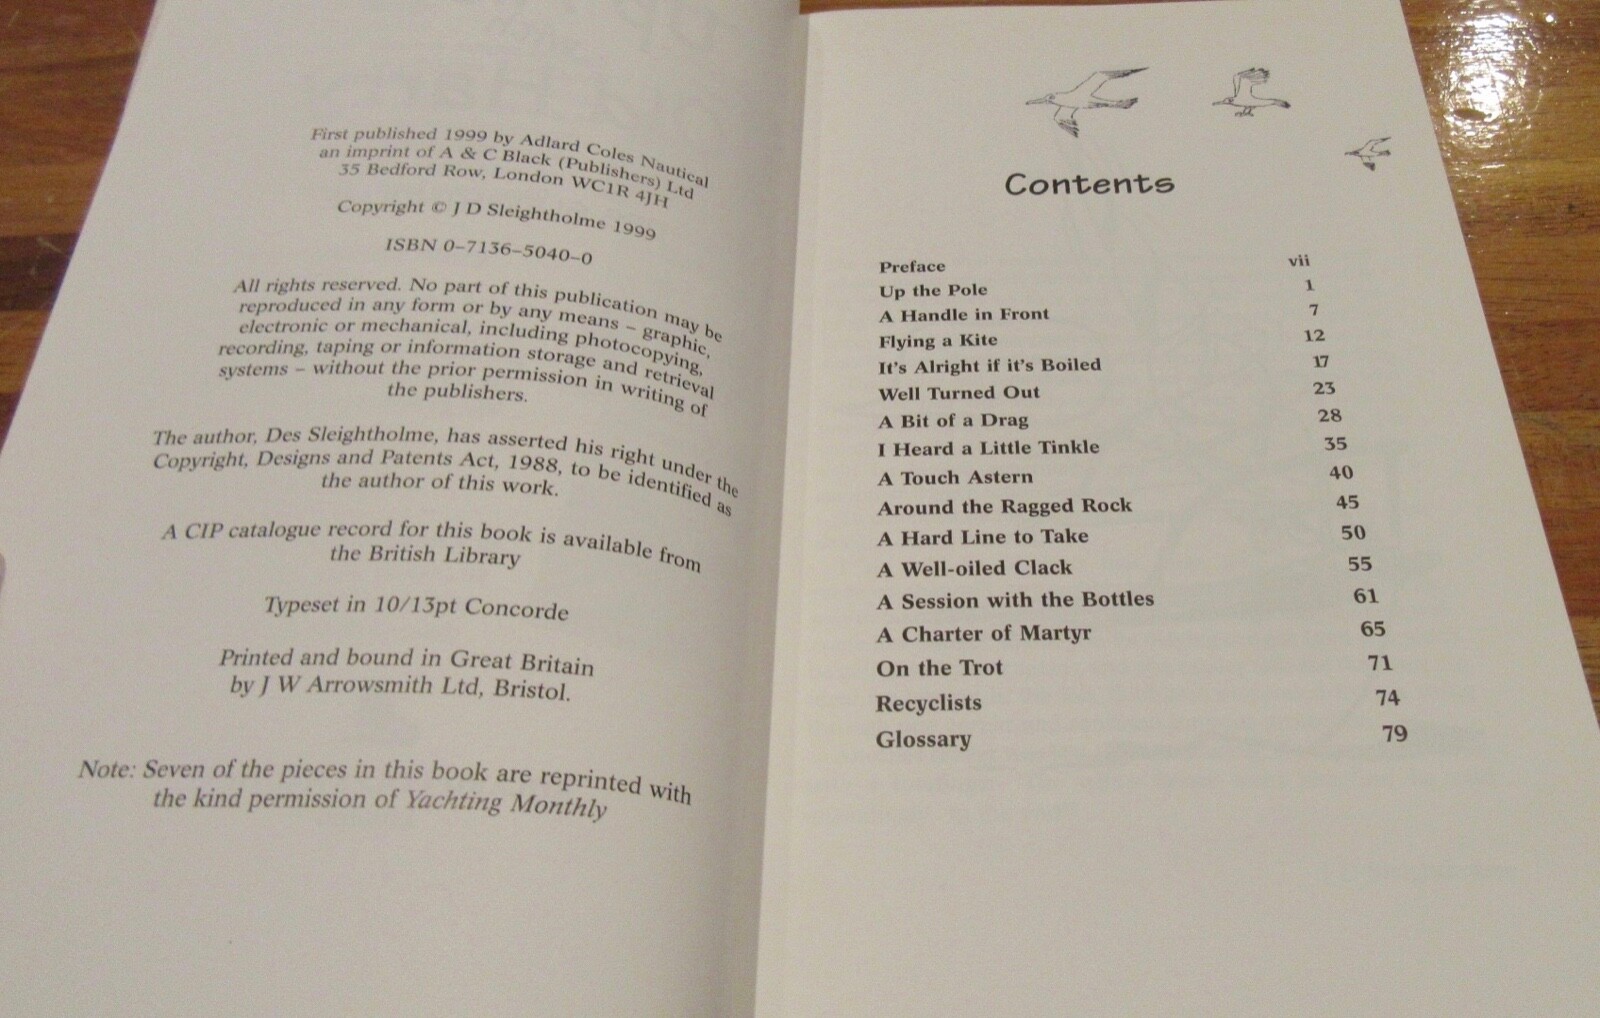 First published 1999 by Adlard Coles Nautical
an imprint of A & C Black (Publishers) Ltd
35 Bedford Row, London WC1R 4JH
Copyright © J D Sleightholme 1999
ISBN 0–7136–5040–0
All rights reserved. No part of this publication may be
reproduced in any form or by any means – graphic,
electronic or mechanical, including photocopying,
recording, taping or information storage and retrieval
systems – without the prior permission in writing of
the publishers.
The author, Des Sleightholme, has asserted his right under the
Copyright, Designs and Patents Act, 1988, to be identified as
the author of this work.
A CIP catalogue record for this book is available from
the British Library
Typeset in 10/13pt Concorde
Printed and bound in Great Britain
by J W Arrowsmith Ltd, Bristol.
Note: Seven of the pieces in this book are reprinted with
the kind permission of Yachting Monthly
Contents
Preface vii
Up the Pole 1
A Handle in Front 7
Flying a Kite 12
It's Alright if it's Boiled 17
Well Turned Out 23
A Bit of a Drag 28
I Heard a Little Tinkle 35
A Touch Astern 40
Around the Ragged Rock 45
A Hard Line to Take 50
A Well-oiled Clack 55
A Session with the Bottles 61
A Charter of Martyr 65
On the Trot 71
Recyclists 74
Glossary 79